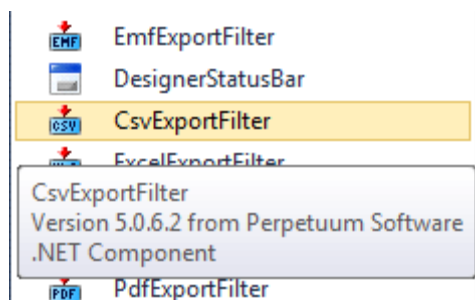 EMF EmfExportFilter
DesignerStatusBar
CSV CsvExportFilter
ExcelExportFilter
CsvExportFilter
Version 5.0.6.2 from Perpetuum Software
.NET Component
PDF PdfExportFilter